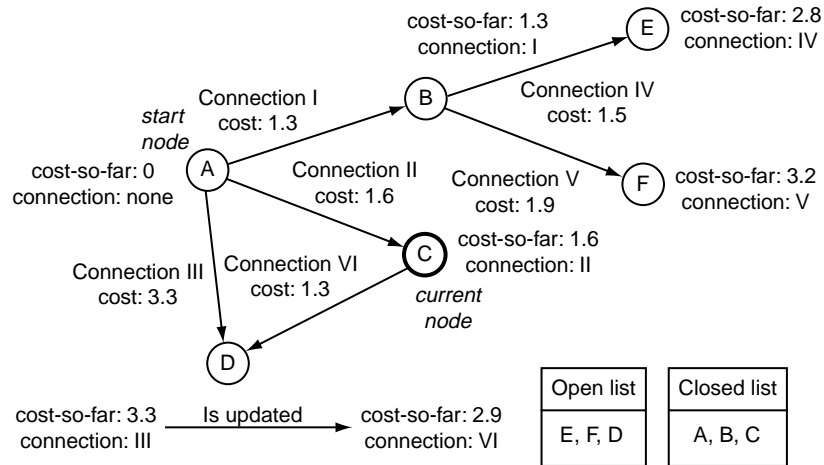 cost-so-far: 1.3
connection: I
E
cost-so-far: 2.8
connection: IV
Connection I
cost: 1.3
B
Connection IV
cost: 1.5
start
node
cost-so-far: 0
connection: none
A
Connection II
cost: 1.6
Connection V
cost: 1.9
F
cost-so-far: 3.2
connection: V
Connection III
cost: 3.3
Connection VI
cost: 1.3
C
cost-so-far: 1.6
connection: II
current
node
D
cost-so-far: 3.3
connection: III
Is updated
cost-so-far: 2.9
connection: VI
Open list
E, F, D
Closed list
A, B, C